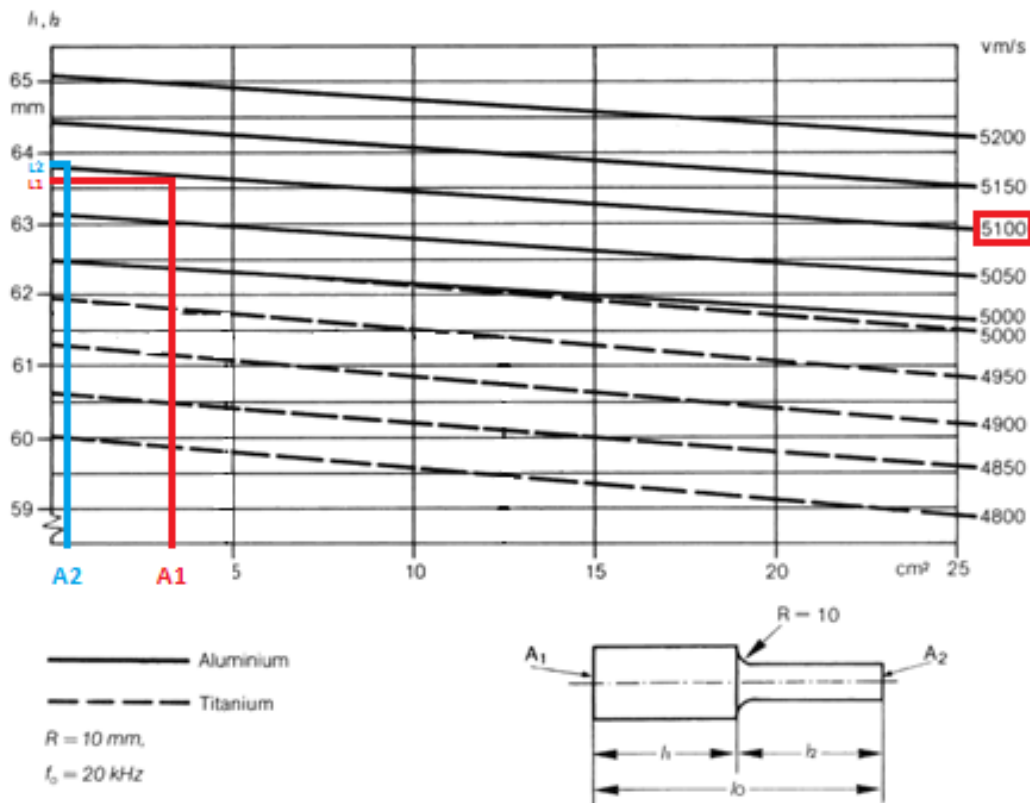 l₁, l₂
vm/s
65
mm
5200
64
5150
L2
L1
63
5100
5050
62
5000
5000
61
4950
4900
60
4850
59
4800
A2
A1
5
10
15
20
cm²
25
Aluminium
Titanium
R = 10 mm,
f₀ = 20 kHz
R = 10
A₁
A₂
l₁
l₂
l₀